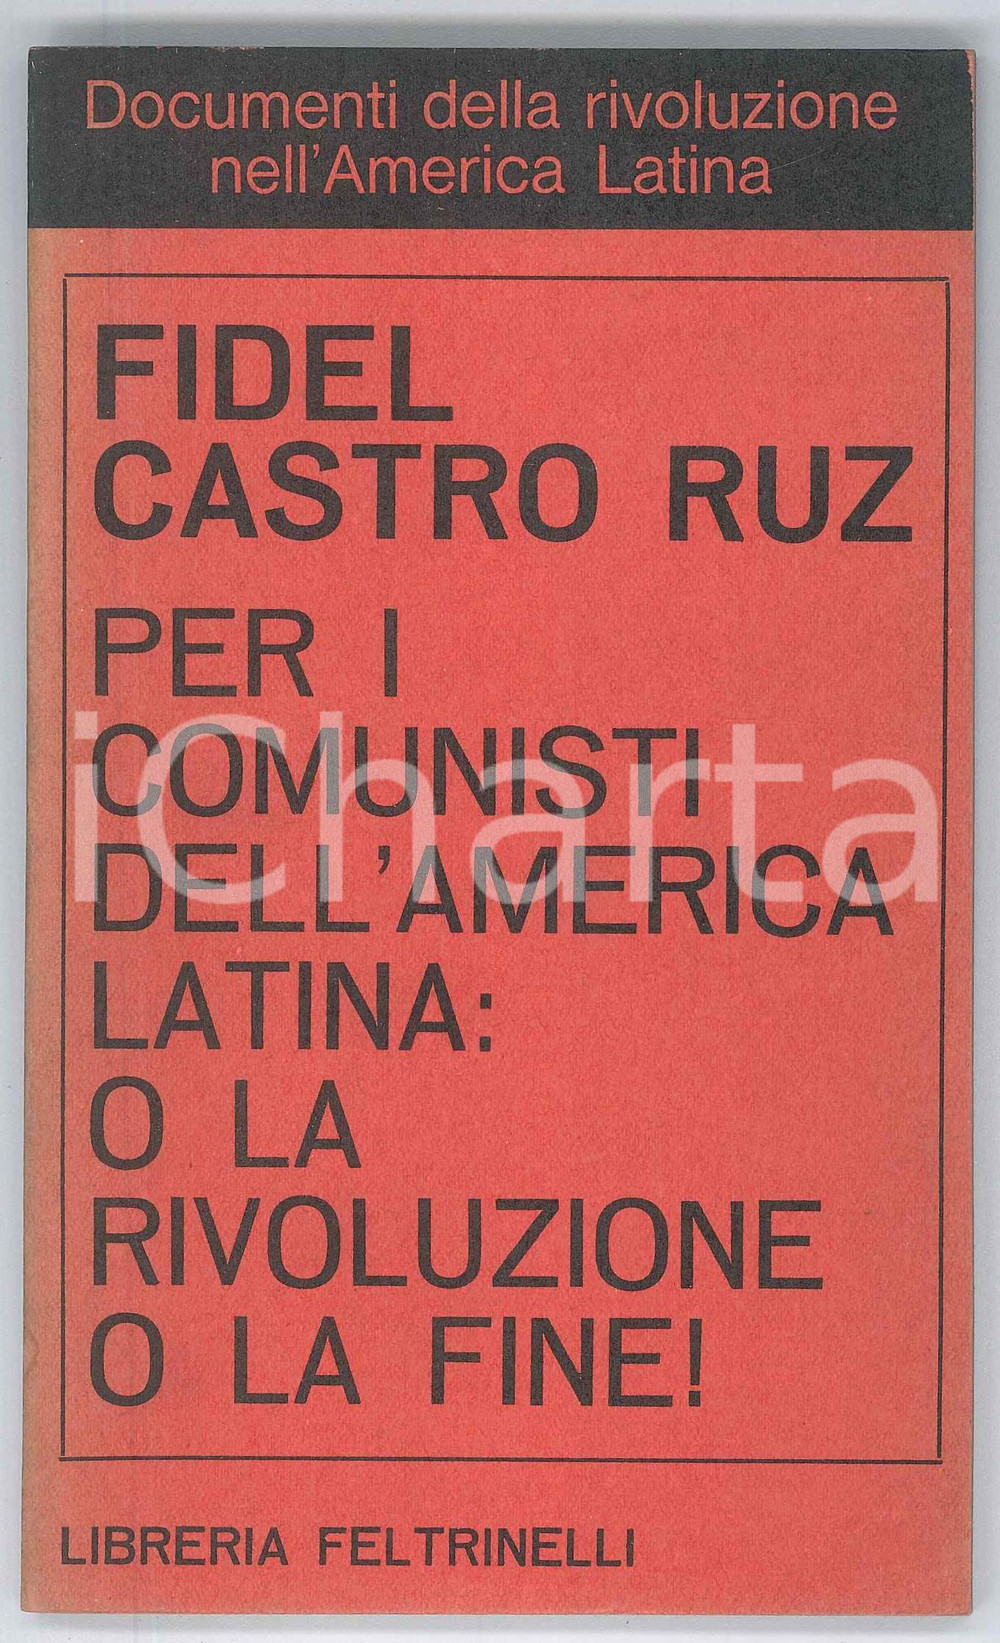 Documenti della rivoluzione
nell'America Latina
FIDEL
CASTRO RUZ
PER I
COMUNISTI
DELL'AMERICA
LATINA:
O LA
RIVOLUZIONE
O LA FINE!
LIBRERIA FELTRINELLI
iCharta